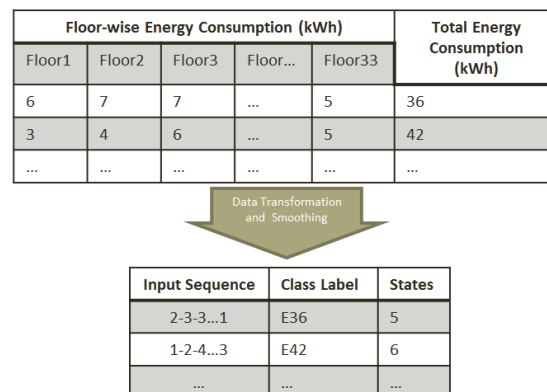 Floor-wise Energy Consumption (kWh) Total Energy Consumption (kWh)
Floor1 Floor2 Floor3 Floor... Floor33
6 7 7 ... 5 36
3 4 6 ... 5 42
... ... ... ... ... ...
Data Transformation
and Smoothing
Input Sequence Class Label States
2-3-3...1 E36 5
1-2-4...3 E42 6
... ... ...